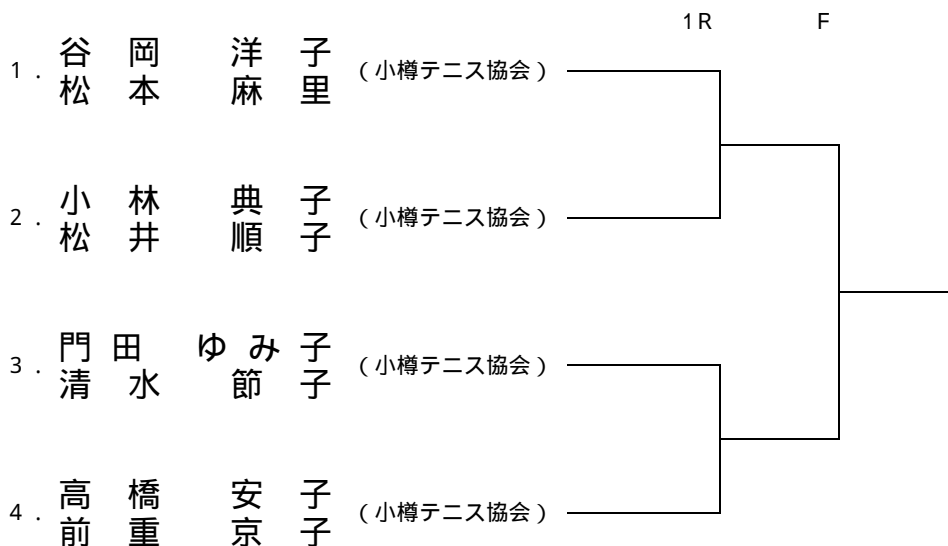 1R F
谷 岡 洋 子
1. (小樽テニス協会)
松 本 麻 里
小 林 典 子
2. (小樽テニス協会)
松 井 順 子
門 田 ゆ み 子
3. (小樽テニス協会)
清 水 節 子
高 橋 安 子
4. (小樽テニス協会)
前 重 京 子